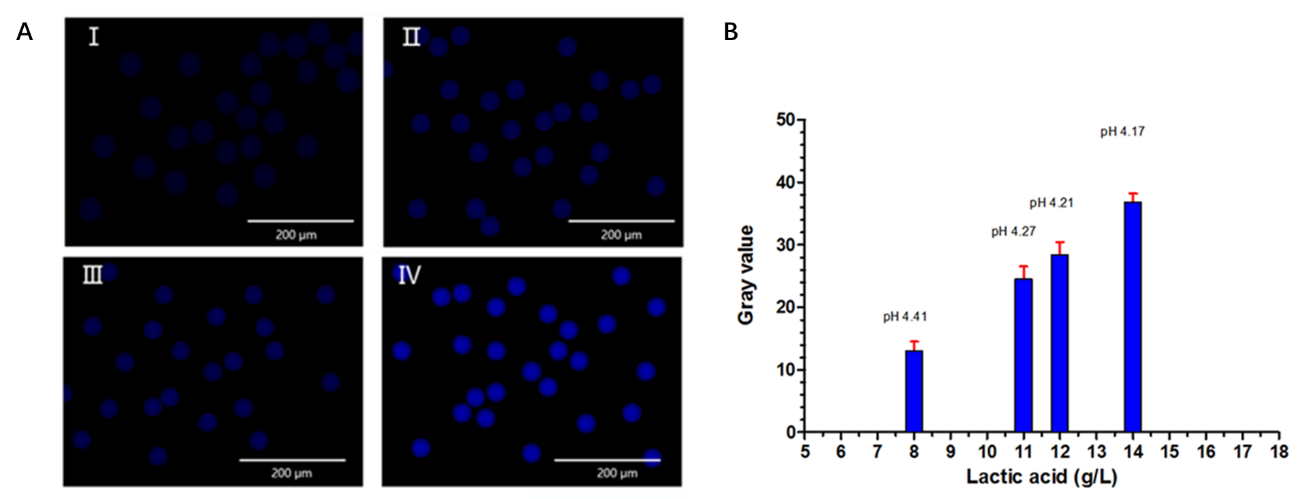 A
B
Ⅰ
Ⅱ
200 μm
200 μm
Ⅲ
Ⅳ
200 μm
200 μm
50
40
30
20
10
0
Gray value
pH 4.41
pH 4.27
pH 4.21
pH 4.17
5 6 7 8 9 10 11 12 13 14 15 16 17 18
Lactic acid (g/L)